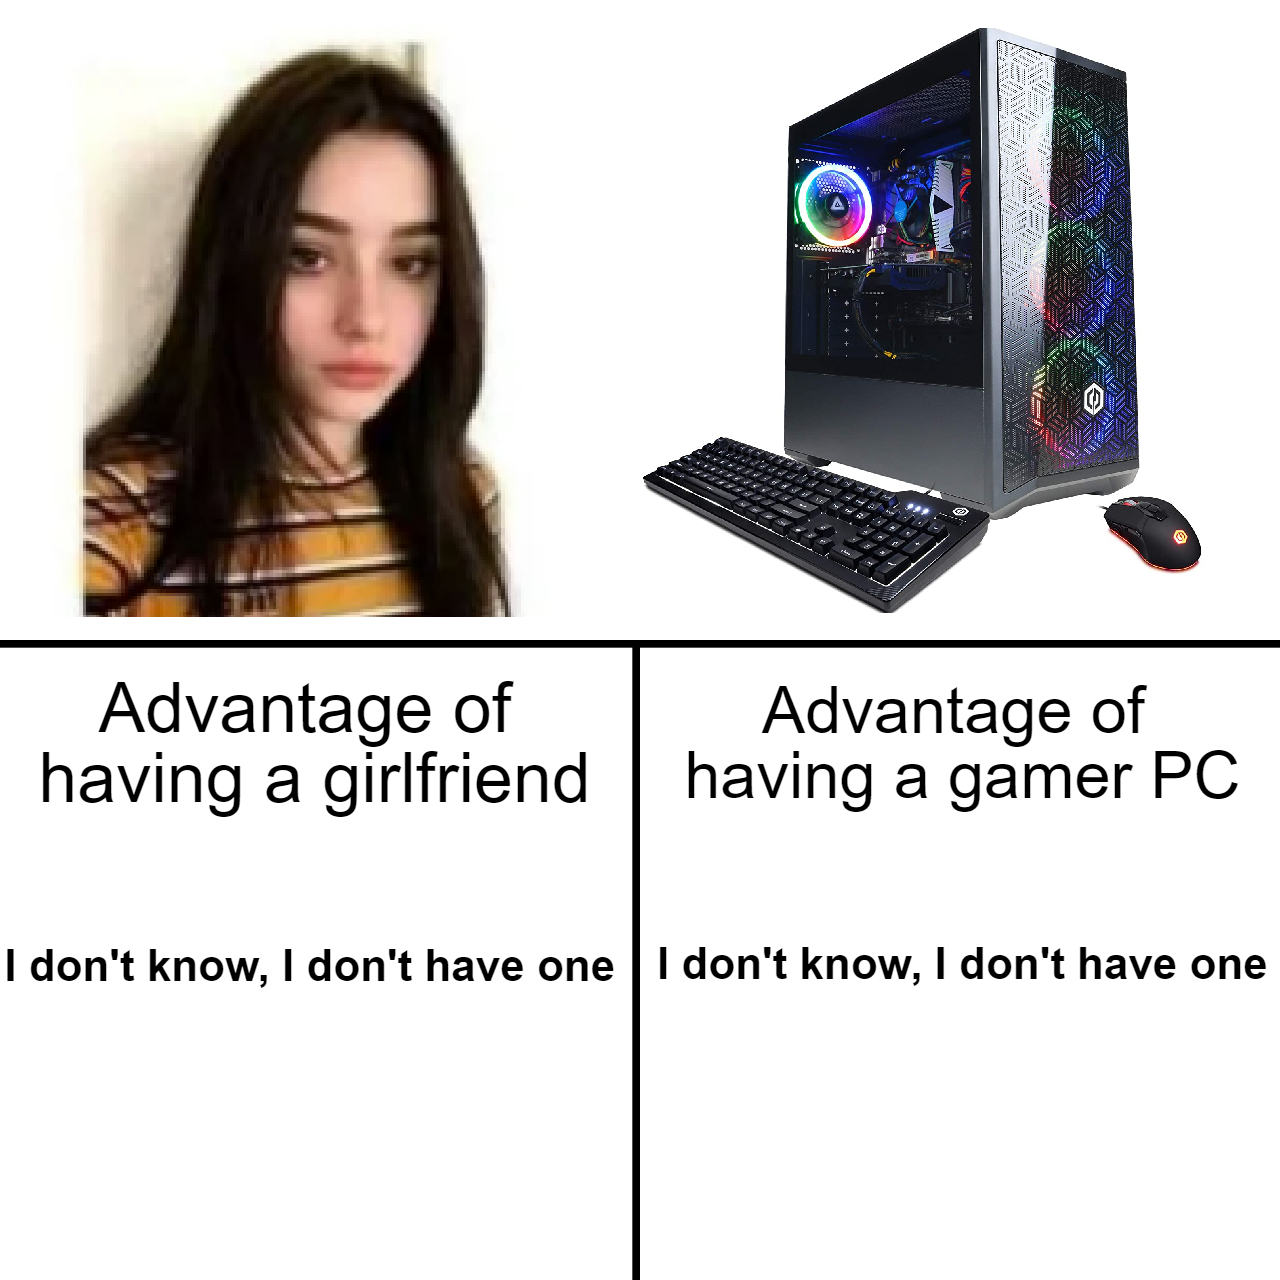 Advantage of
having a girlfriend
I don't know, I don't have one
Advantage of
having a gamer PC
I don't know, I don't have one